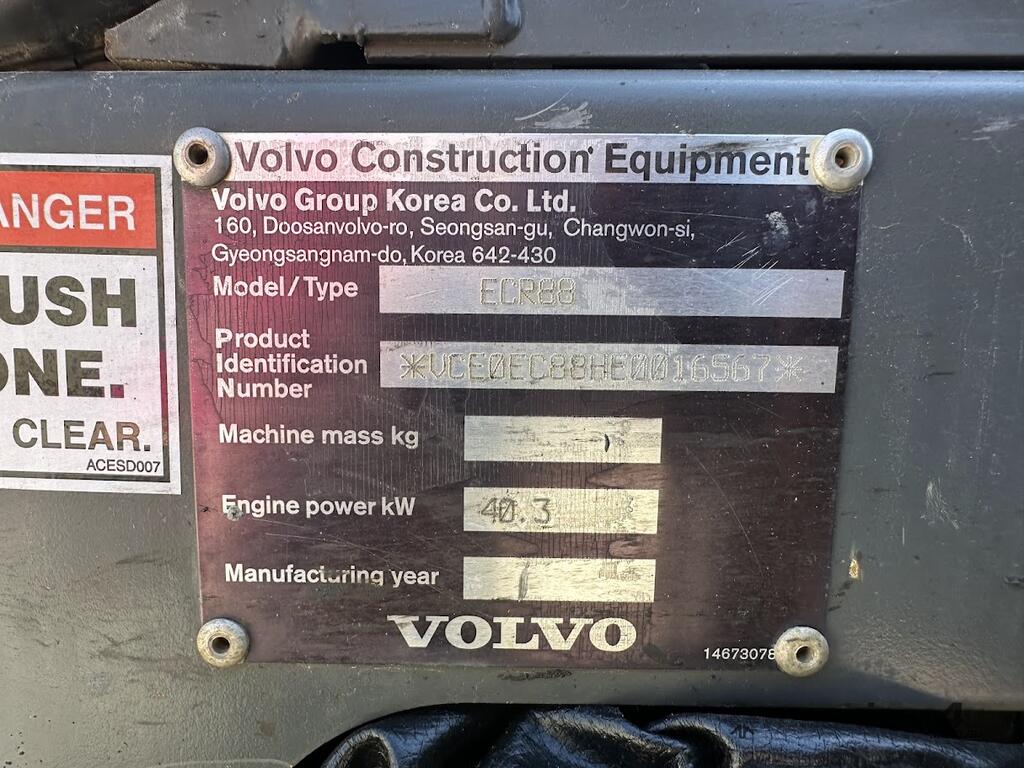 Volvo Construction Equipment
Volvo Group Korea Co. Ltd.
160, Doosanvolvo-ro, Seongsan-gu, Changwon-si,
Gyeongsangnam-do, Korea 642-430
Model/Type ECR88
Product
Identification
Number
*VCE0EC88HE0016567*
Machine mass kg
Engine power kW 40.3
Manufacturing year
VOLVO
14673078
ANGER
USH
ONE.
CLEAR.
ACESD007